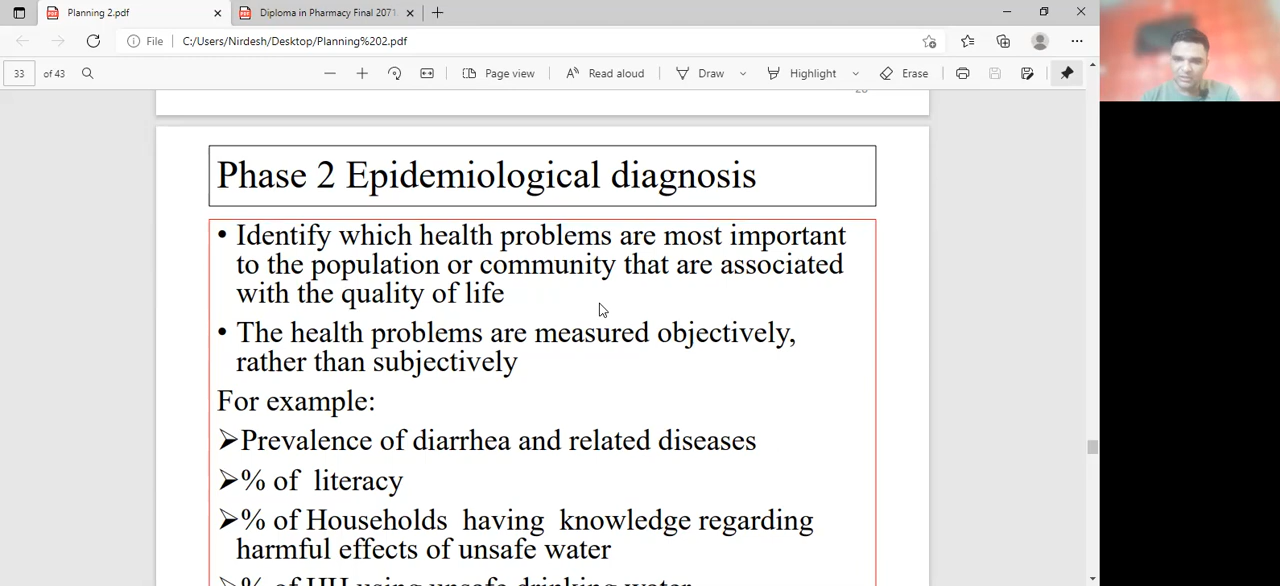 Planning 2.pdf
Diploma in Pharmacy Final 2071
File
C:/Users/Nirdesh/Desktop/Planning%202.pdf
33 of 43
Page view
Read aloud
Draw
Highlight
Erase
Phase 2 Epidemiological diagnosis
• Identify which health problems are most important
to the population or community that are associated
with the quality of life
• The health problems are measured objectively,
rather than subjectively
For example:
➢Prevalence of diarrhea and related diseases
➢% of literacy
➢% of Households having knowledge regarding
harmful effects of unsafe water
➢% of HH using unsafe drinking water